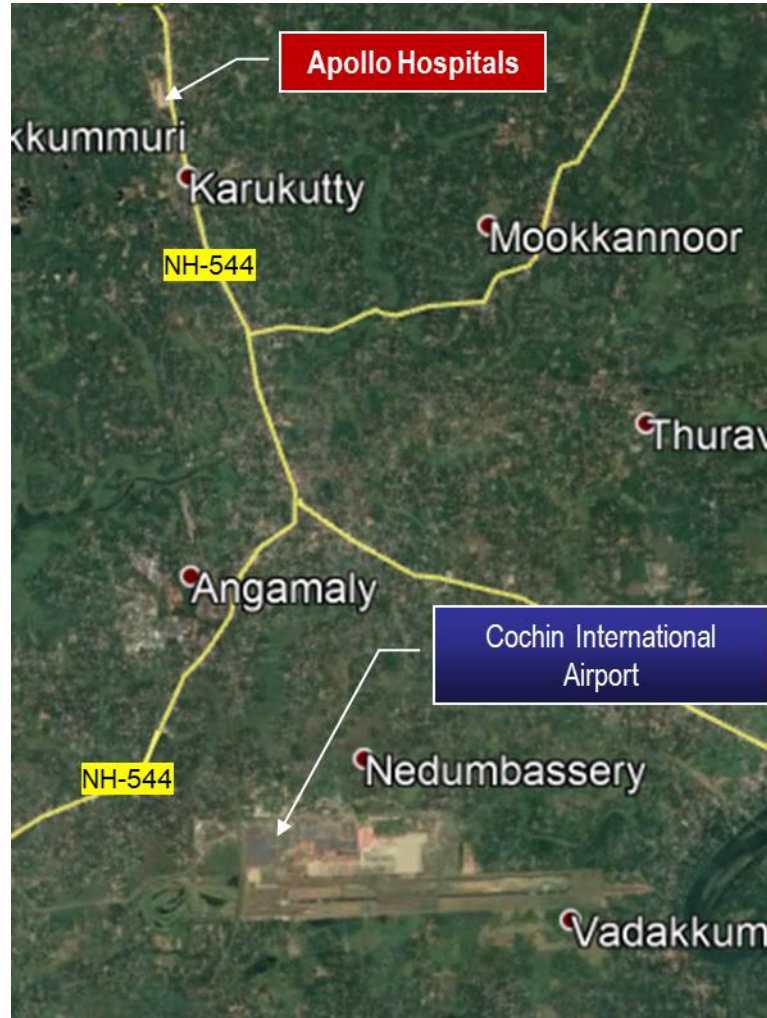 Apollo Hospitals
kkummuri
Karukutty
Mookkannoor
NH-544
Thurav
Angamaly
Cochin International
Airport
Nedumbassery
NH-544
Vadakkum